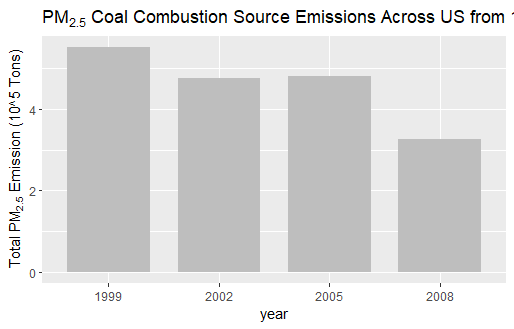 PM2.5 Coal Combustion Source Emissions Across US from
Total PM2.5 Emission (10^5 Tons)
4
2
0
1999 2002 2005 2008
year